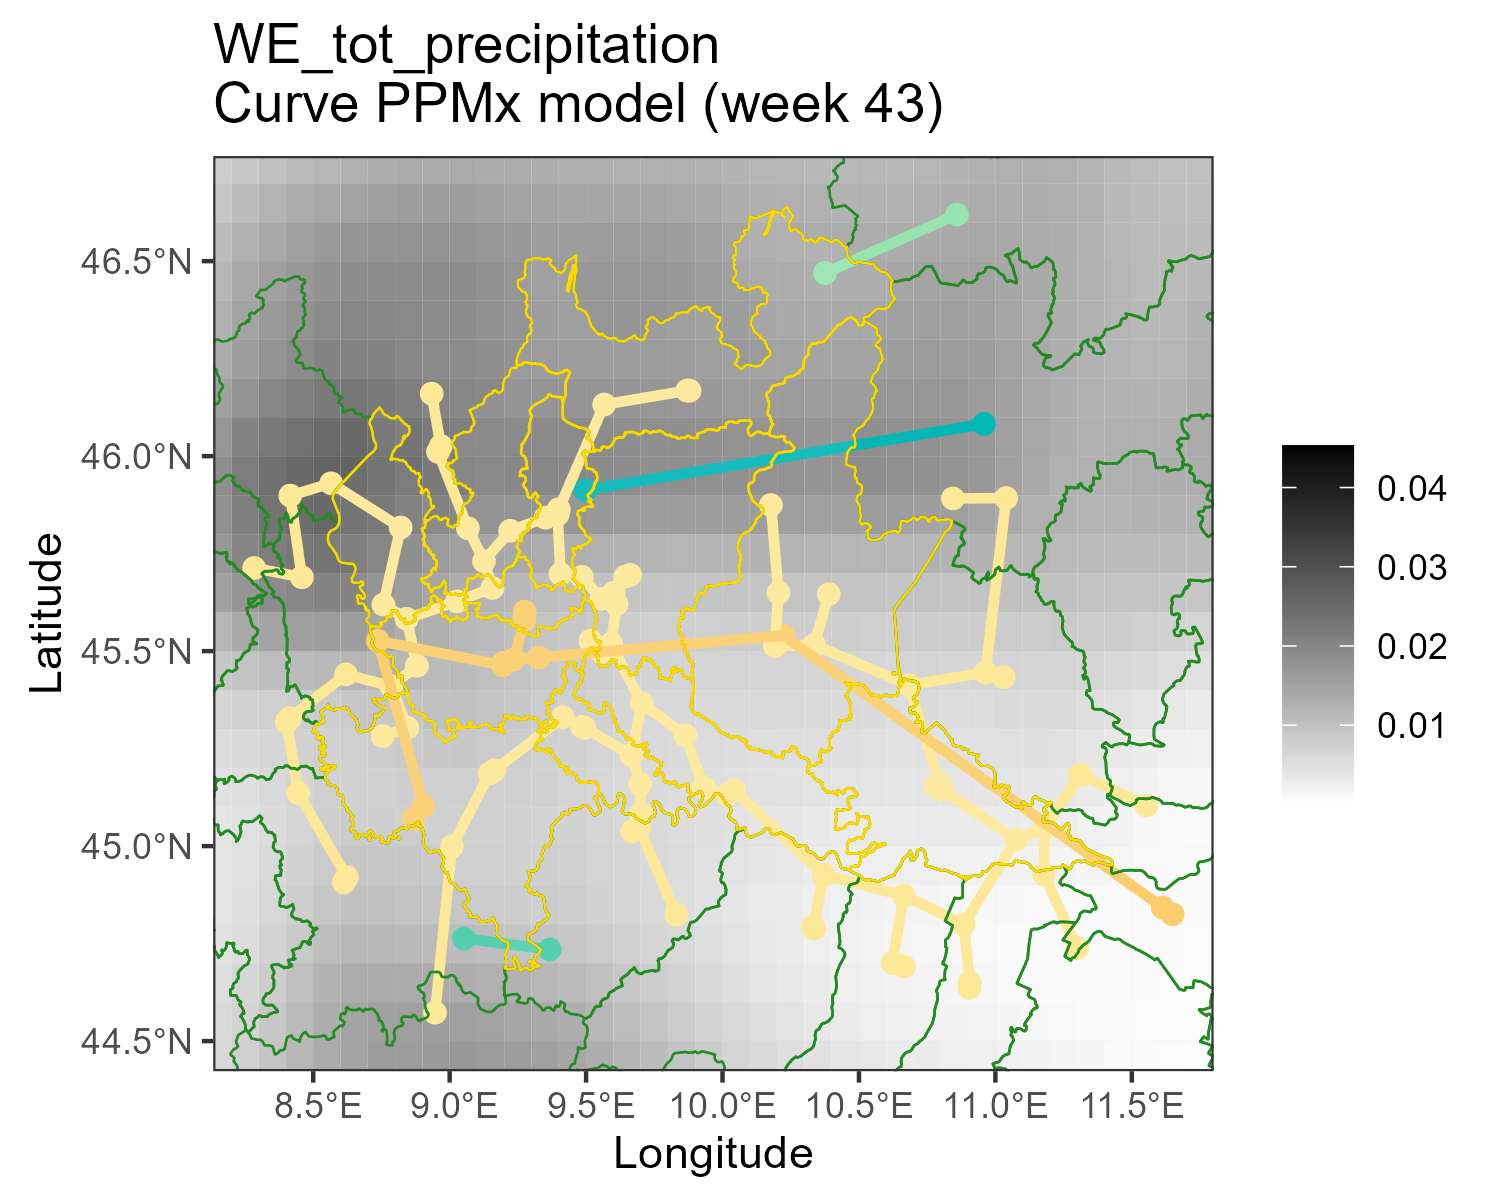 WE_tot_precipitation
Curve PPMx model (week 43)
Latitude
46.5°N
46.0°N
45.5°N
45.0°N
44.5°N
8.5°E
9.0°E
9.5°E
10.0°E
10.5°E
11.0°E
11.5°E
Longitude
0.04
0.03
0.02
0.01